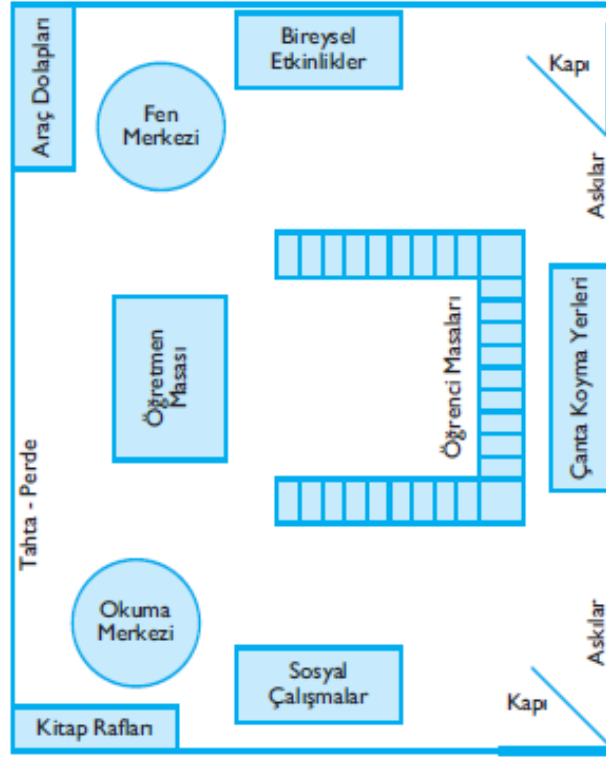 Araç Dolapları
Bireysel
Etkinlikler
Kapı
Fen
Merkezi
Askılar
Öğretmen
Masası
Öğrenci Masaları
Çanta Koyma Yerleri
Tahta - Perde
Okuma
Merkezi
Sosyal
Çalışmalar
Askılar
Kapı
Kitap Rafları